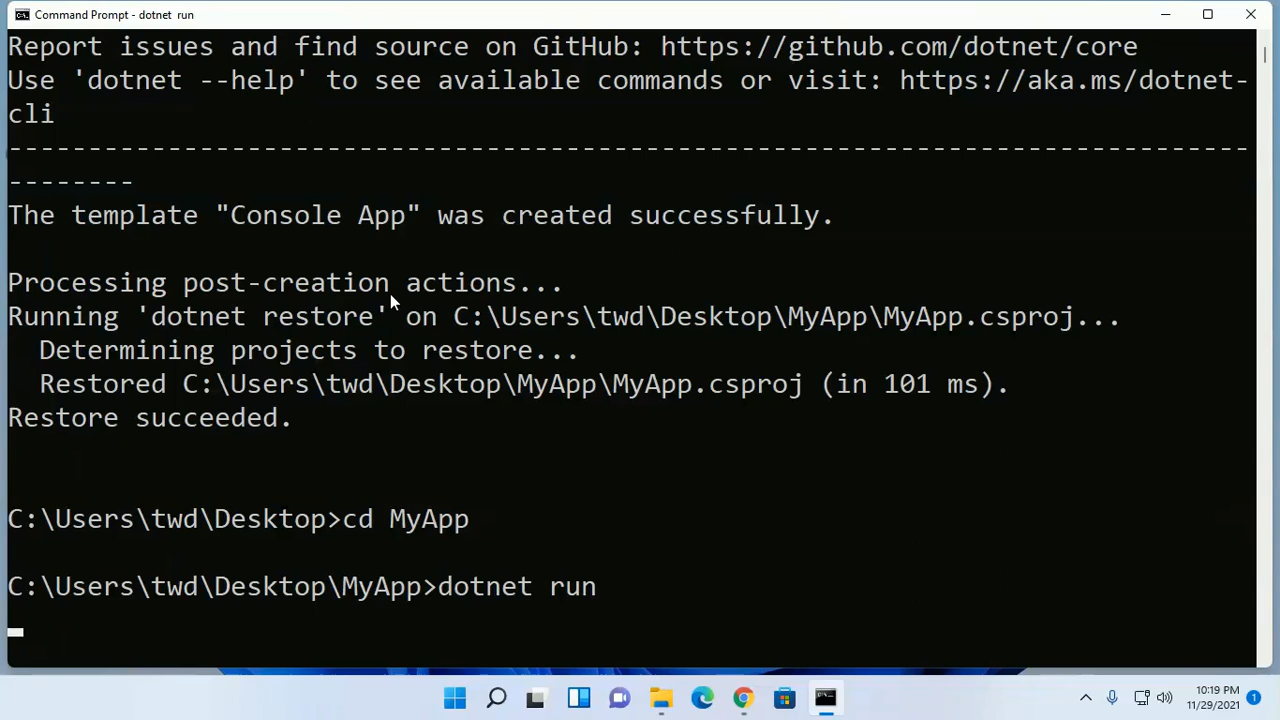 Command Prompt - dotnet  run
Report issues and find source on GitHub: https://github.com/dotnet/core
Use 'dotnet --help' to see available commands or visit: https://aka.ms/dotnet-
cli
------------------------------------------------------------------------------
--------
The template "Console App" was created successfully.
Processing post-creation actions...
Running 'dotnet restore' on C:\Users\twd\Desktop\MyApp\MyApp.csproj...
  Determining projects to restore...
  Restored C:\Users\twd\Desktop\MyApp\MyApp.csproj (in 101 ms).
Restore succeeded.
C:\Users\twd\Desktop>cd MyApp
C:\Users\twd\Desktop\MyApp>dotnet run
10:19 PM
11/29/2021
1